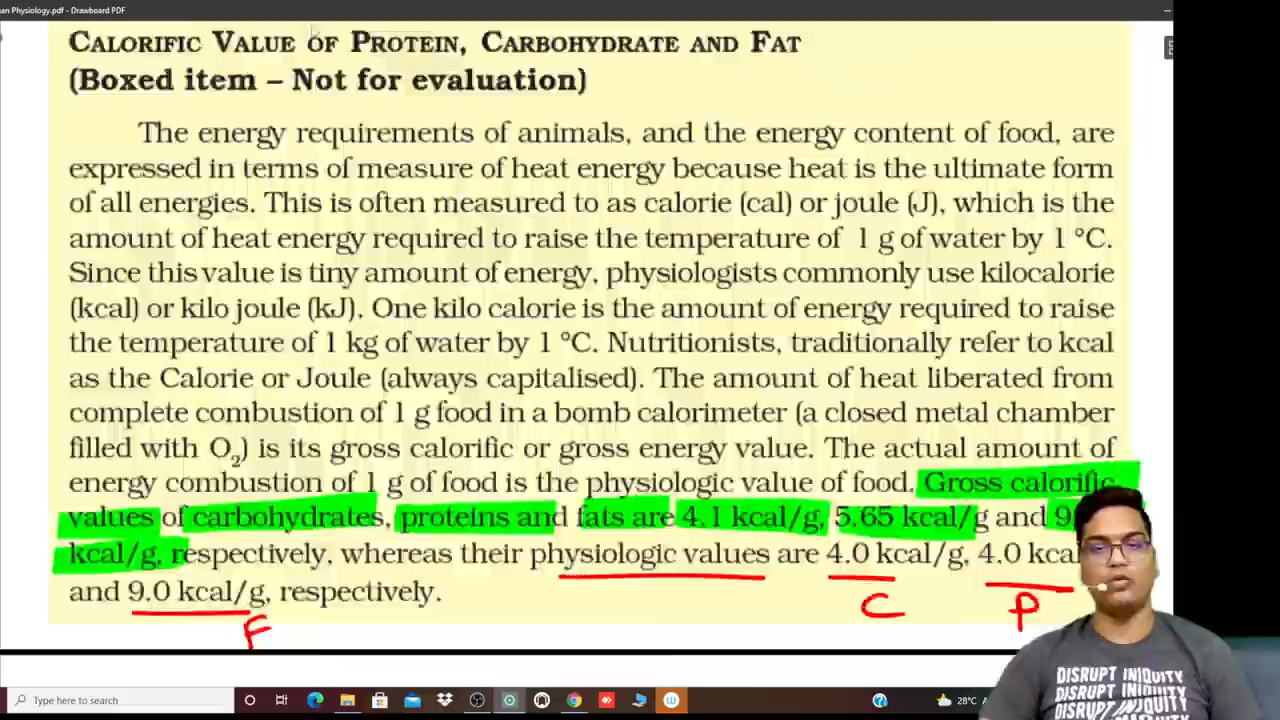 an Physiology.pdf - Drawboard PDF
CALORIFIC VALUE OF PROTEIN, CARBOHYDRATE AND FAT
(Boxed item – Not for evaluation)
The energy requirements of animals, and the energy content of food, are
expressed in terms of measure of heat energy because heat is the ultimate form
of all energies. This is often measured to as calorie (cal) or joule (J), which is the
amount of heat energy required to raise the temperature of 1 g of water by 1 °C.
Since this value is tiny amount of energy, physiologists commonly use kilocalorie
(kcal) or kilo joule (kJ). One kilo calorie is the amount of energy required to raise
the temperature of 1 kg of water by 1 °C. Nutritionists, traditionally refer to kcal
as the Calorie or Joule (always capitalised). The amount of heat liberated from
complete combustion of 1 g food in a bomb calorimeter (a closed metal chamber
filled with O₂) is its gross calorific or gross energy value. The actual amount of
energy combustion of 1 g of food is the physiologic value of food. Gross calorific
values of carbohydrates, proteins and fats are 4.1 kcal/g, 5.65 kcal/g and 9
kcal/g, respectively, whereas their physiologic values are 4.0 kcal/g, 4.0 kca
and 9.0 kcal/g, respectively.
C
P
F
DISRUPT INIQUITY
DISRUPT INIQUITY
DISRUPT INIQUITY
DISRUPT INIQUITY
Type here to search
28°C